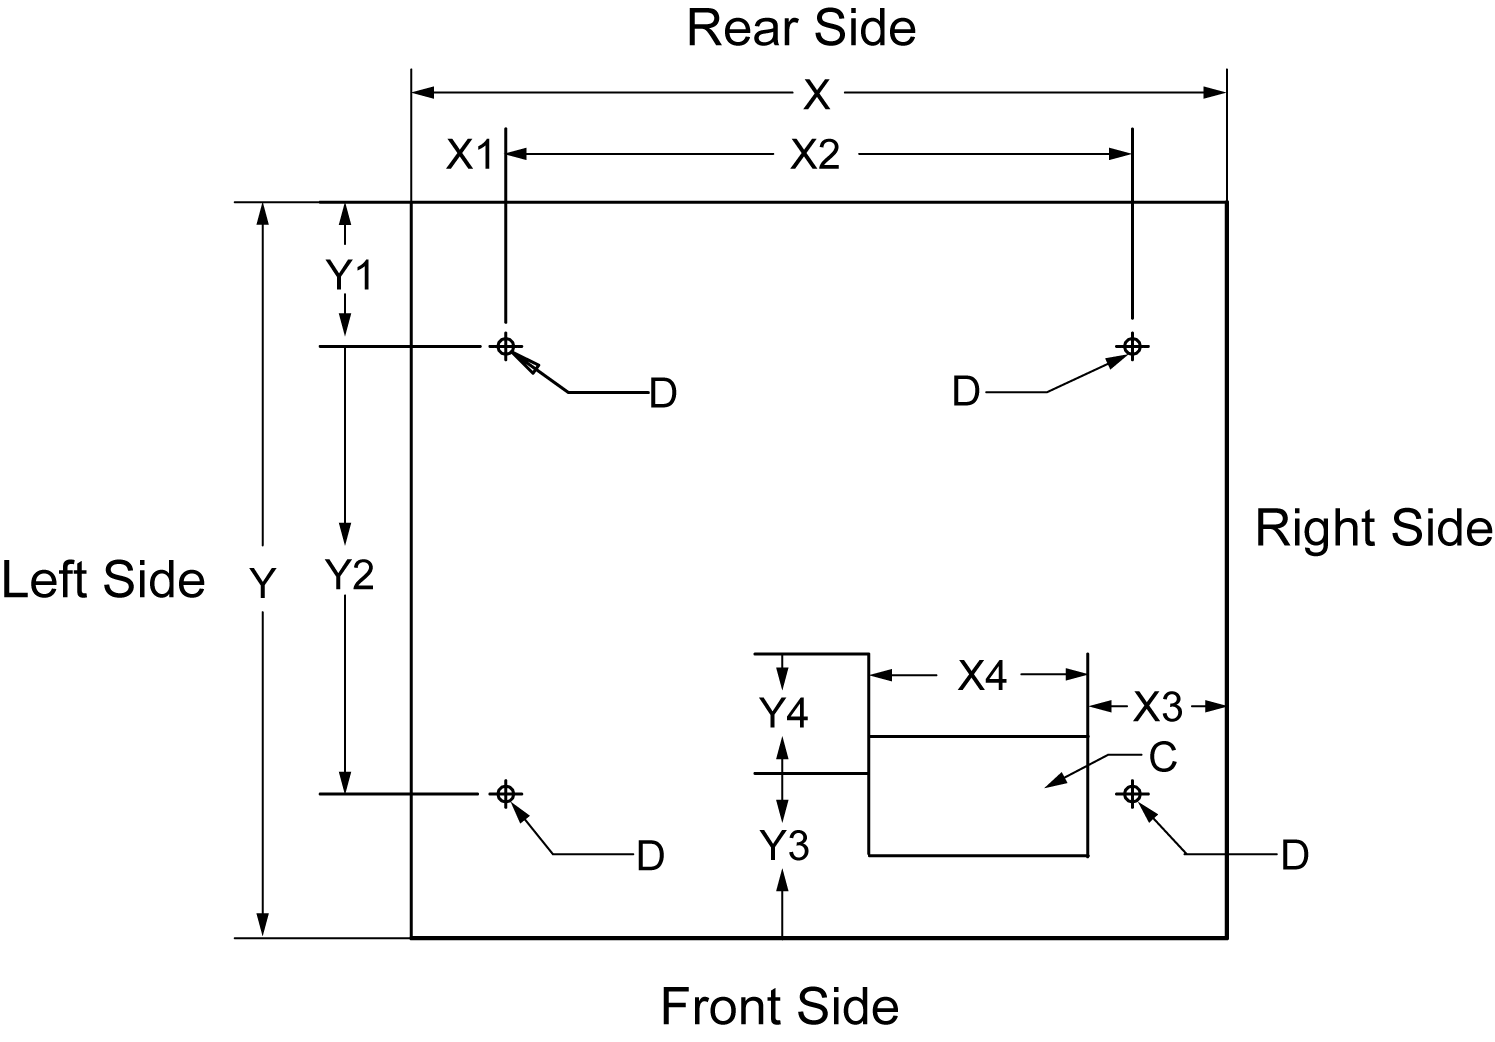 Rear Side
X
X1
X2
Y1
D
D
Right Side
Left Side
Y
Y2
X4
X3
Y4
C
Y3
D
D
Front Side